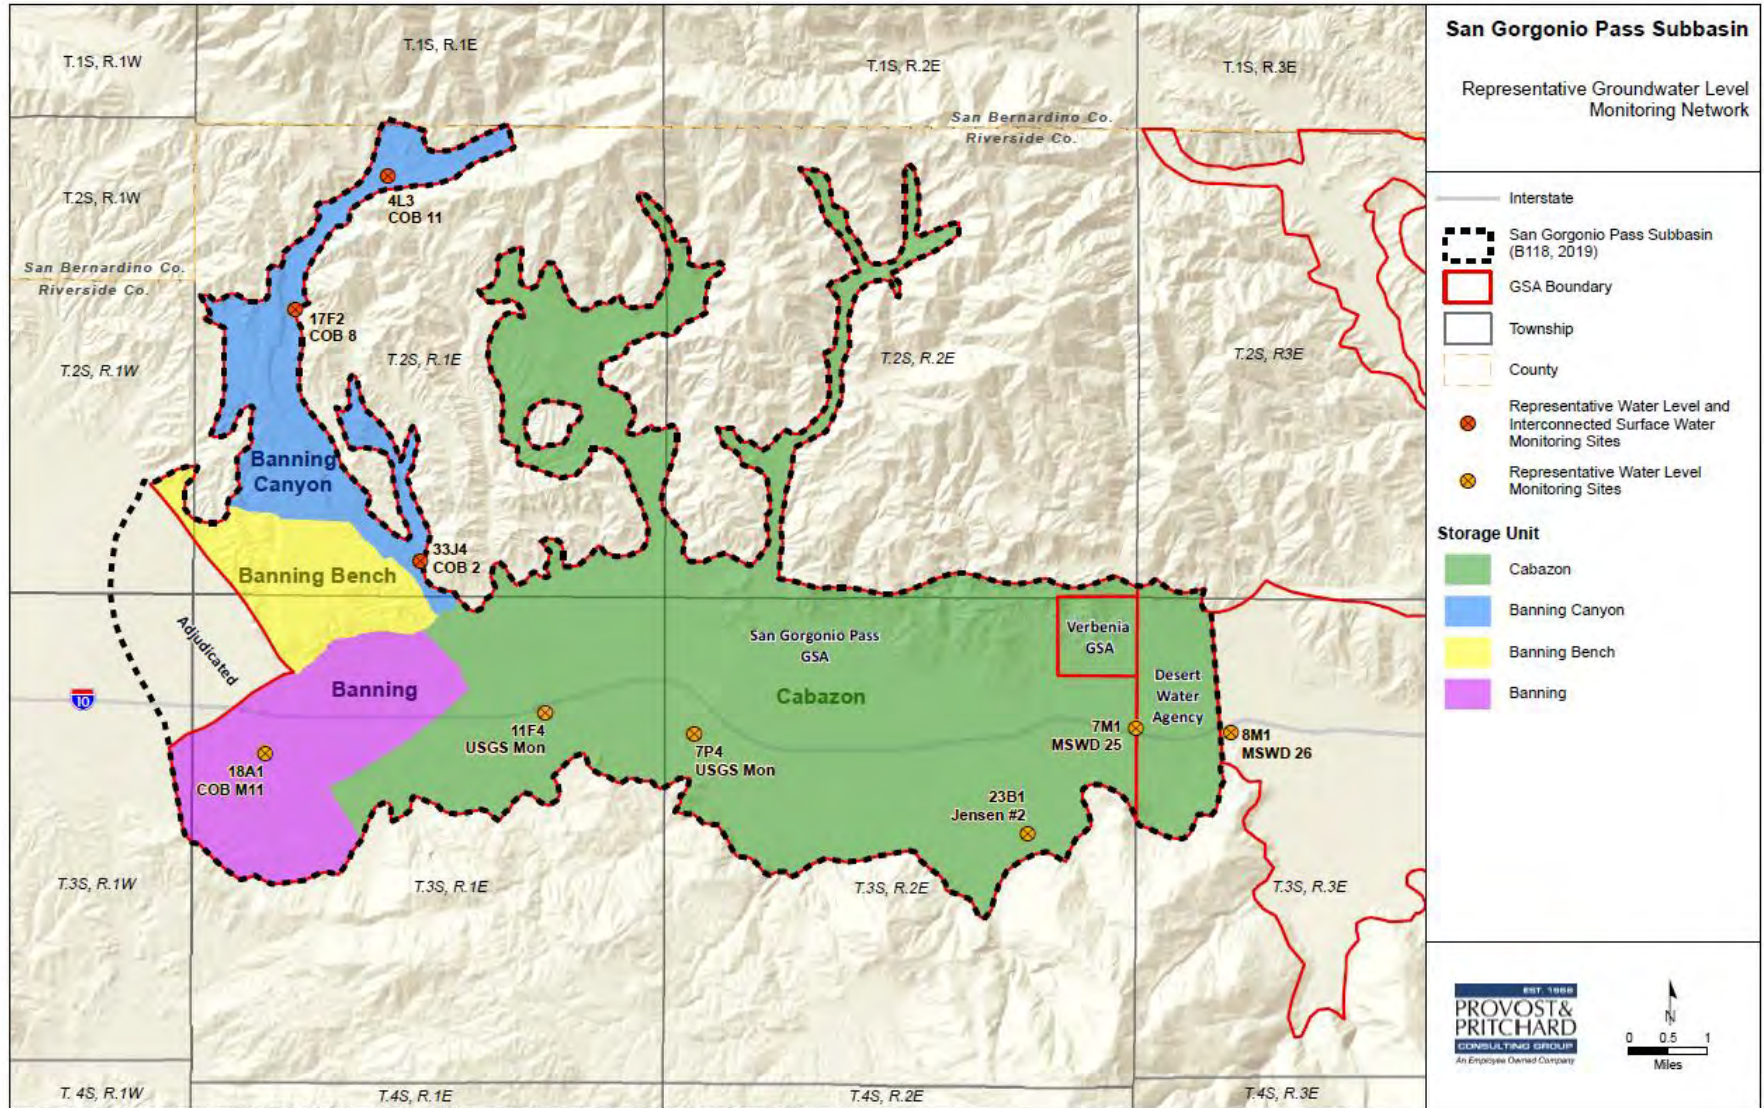 San Gorgonio Pass Subbasin
Representative Groundwater Level
Monitoring Network
Interstate
San Gorgonio Pass Subbasin
(B118, 2019)
GSA Boundary
Township
County
Representative Water Level and
Interconnected Surface Water
Monitoring Sites
Representative Water Level
Monitoring Sites
Storage Unit
Cabazon
Banning Canyon
Banning Bench
Banning
EST. 1968
PROVOST&
PRITCHARD
CONSULTING GROUP
An Employee Owned Company
N
0 0.5 1
Miles
T.1S, R.1W
T.1S, R.1E
T.1S, R.2E
T.1S, R.3E
San Bernardino Co.
Riverside Co.
T.2S, R.1W
4L3
COB 11
San Bernardino Co.
Riverside Co.
17F2
COB 8
T.2S, R.1W
T.2S, R.1E
T.2S, R.2E
T.2S, R3E
Banning
Canyon
33J4
COB 2
Banning Bench
Adjudicated
San Gorgonio Pass
GSA
Verbenia
GSA
Desert
Water
Agency
Banning
Cabazon
10
11F4
USGS Mon
7P4
USGS Mon
7M1
MSWD 25
8M1
MSWD 26
18A1
COB M11
23B1
Jensen #2
T.3S, R.1W
T.3S, R.1E
T.3S, R.2E
T.3S, R.3E
T. 4S, R.1W
T.4S, R.1E
T.4S, R.2E
T.4S, R.3E